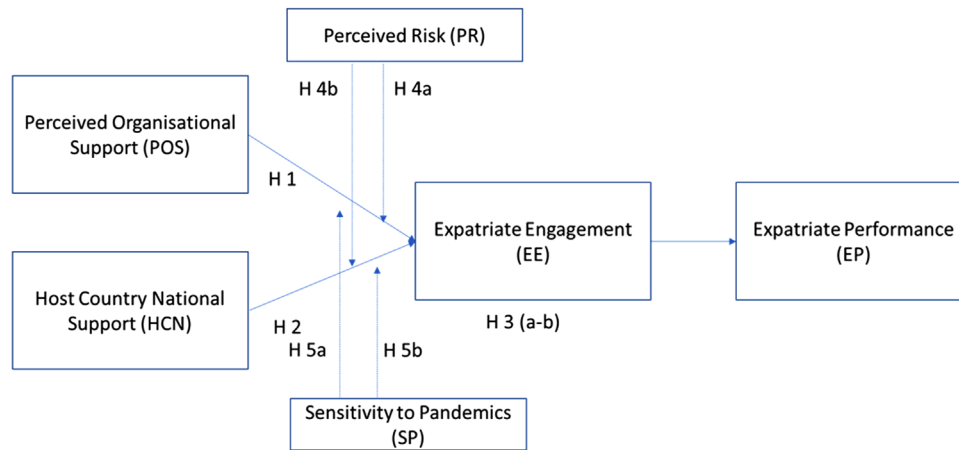 Perceived Risk (PR)
H 4b
H 4a
Perceived Organisational
Support (POS)
H 1
Expatriate Engagement
(EE)
Expatriate Performance
(EP)
Host Country National
Support (HCN)
H 2
H 3 (a-b)
H 5a
H 5b
Sensitivity to Pandemics
(SP)